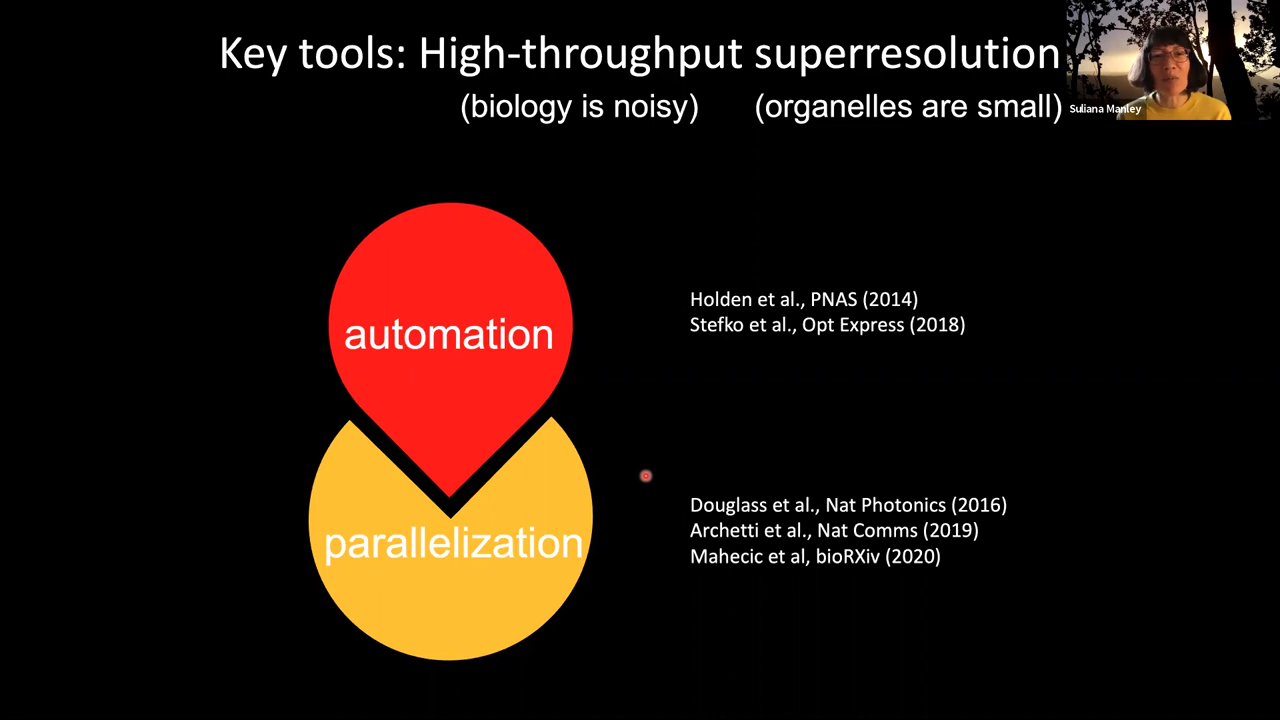 Key tools: High-throughput superresolution
(biology is noisy) (organelles are small)
Suliana Manley
automation
Holden et al., PNAS (2014)
Stefko et al., Opt Express (2018)
parallelization
Douglass et al., Nat Photonics (2016)
Archetti et al., Nat Comms (2019)
Mahecic et al, bioRXiv (2020)